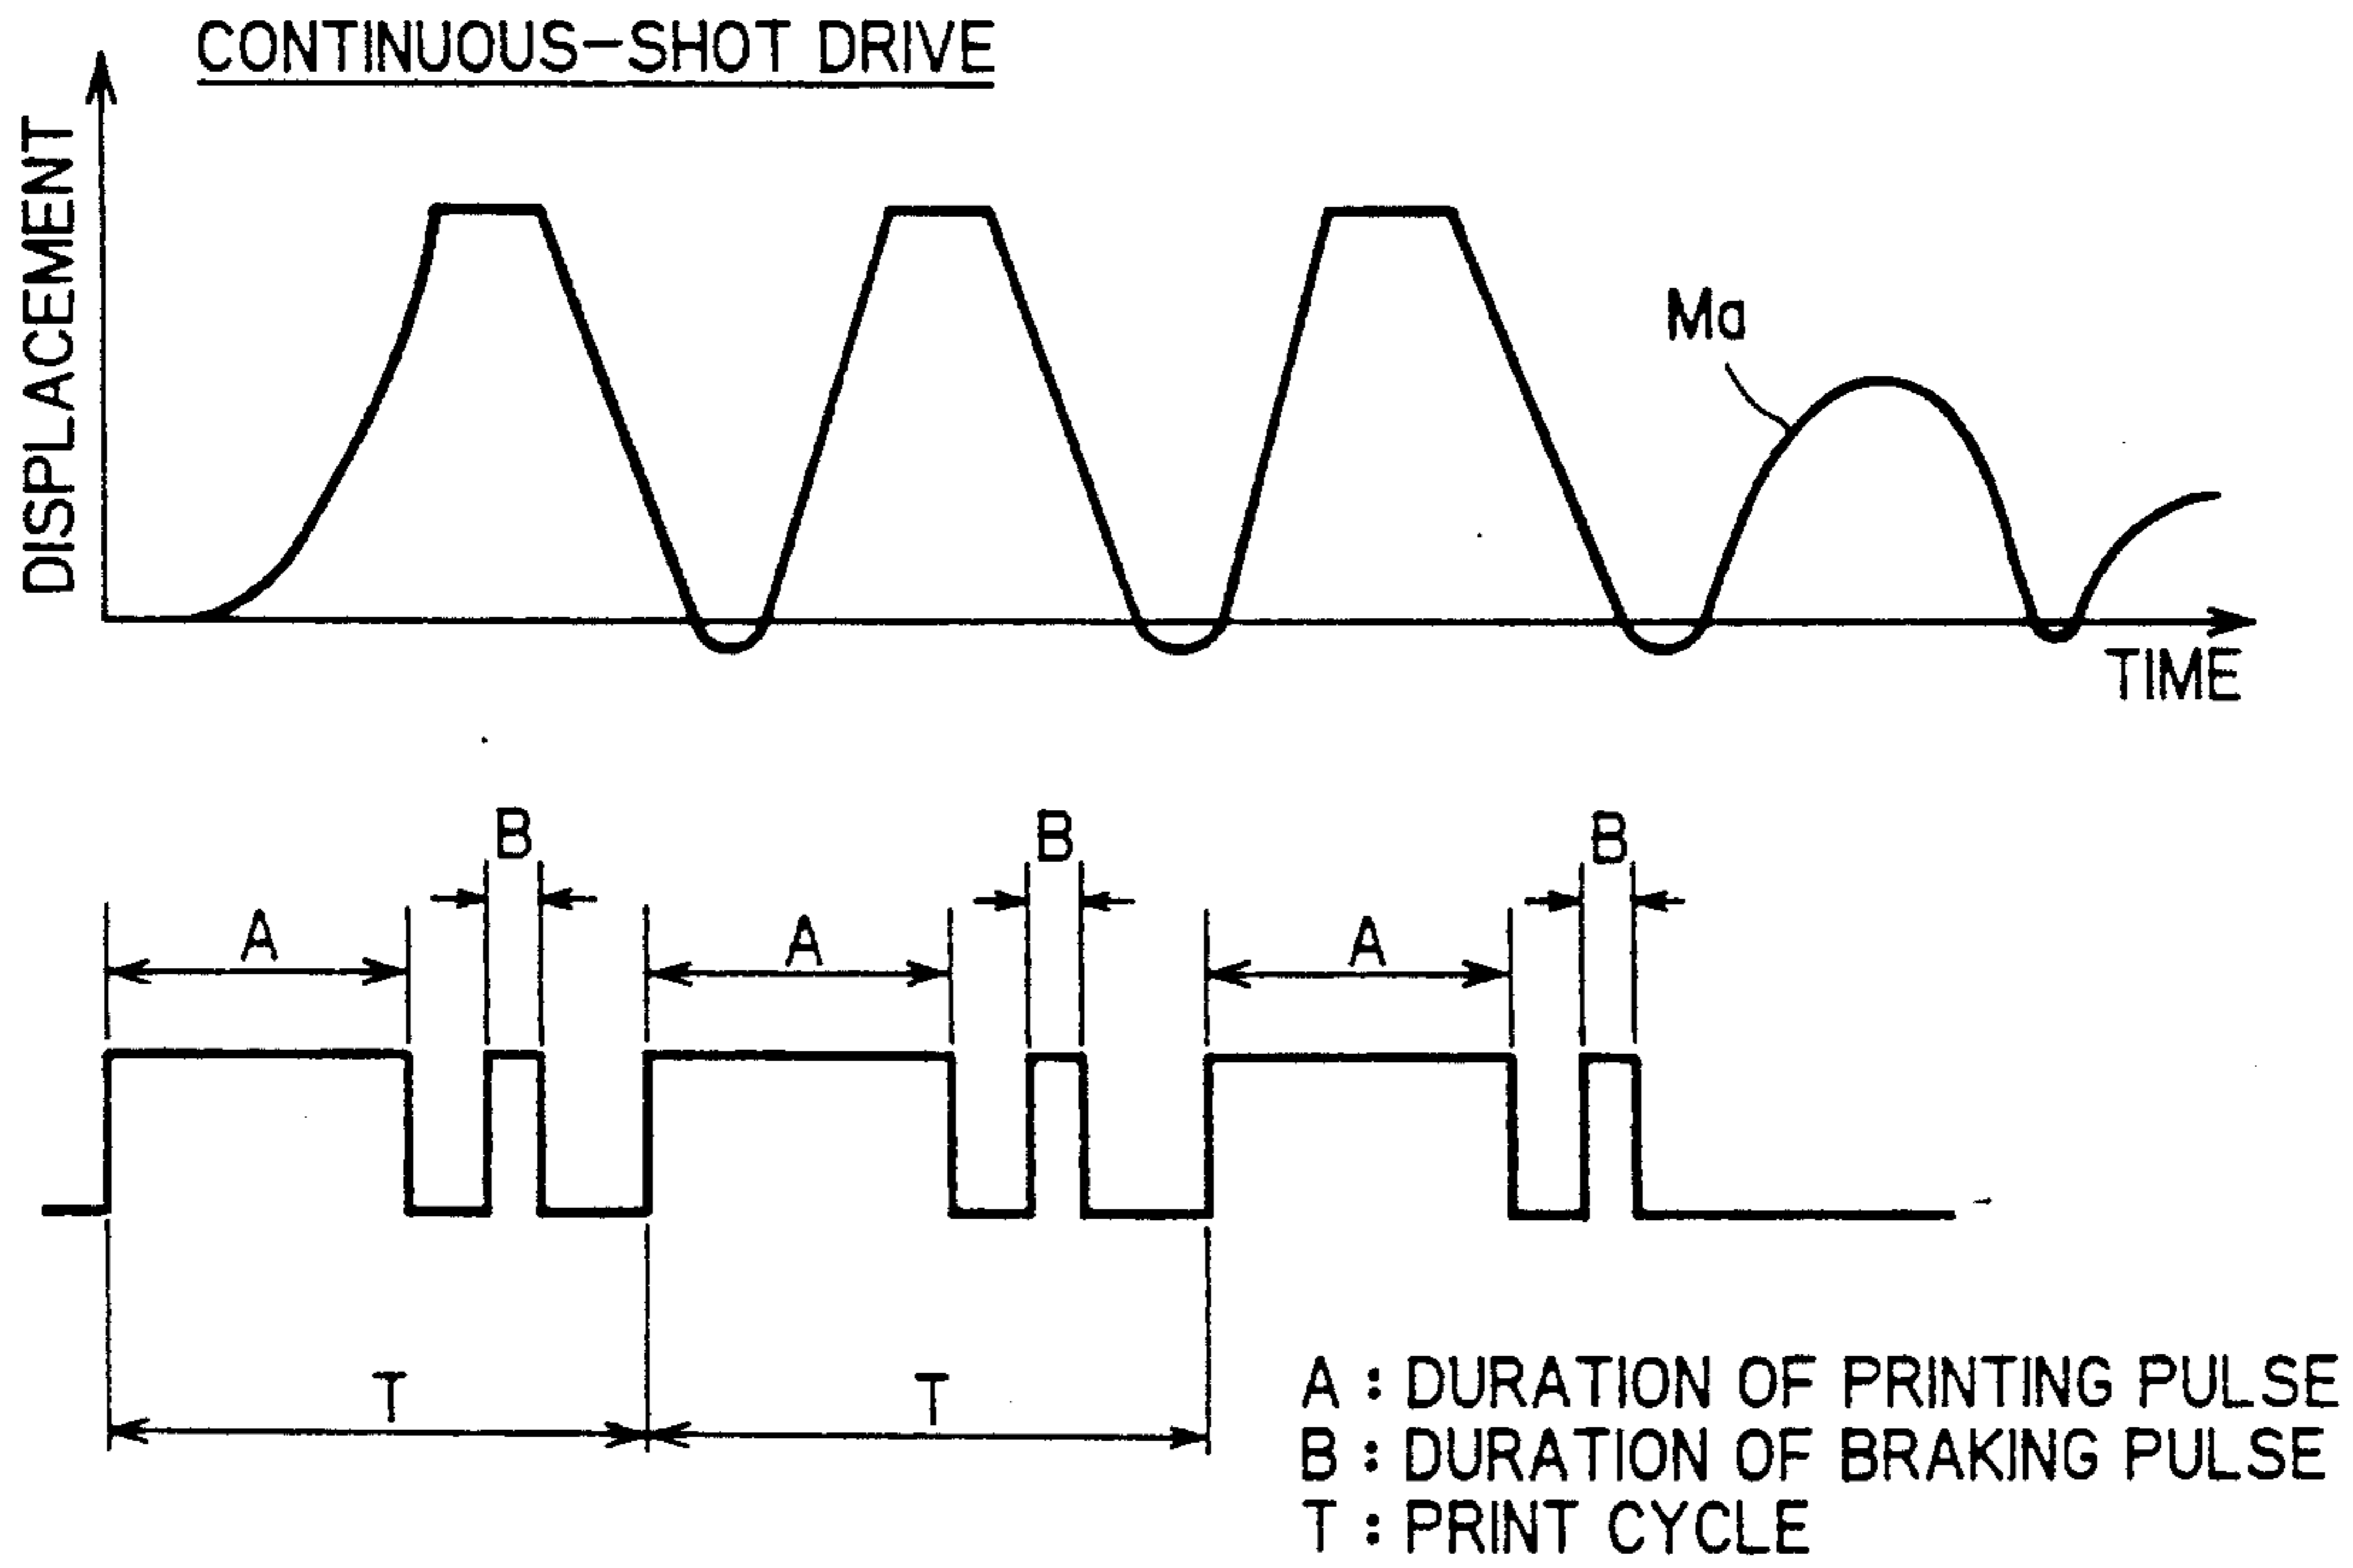 CONTINUOUS-SHOT DRIVE
DISPLACEMENT
Ma
TIME
B B B
A A A
T T
A : DURATION OF PRINTING PULSE
B : DURATION OF BRAKING PULSE
T : PRINT CYCLE